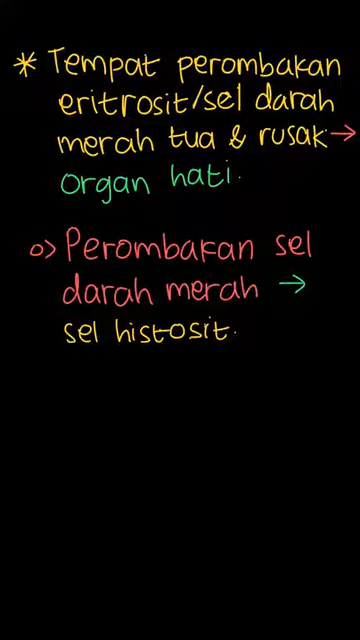 * Tempat perombakan
eritrosit/sel darah
merah tua & rusak →
organ hati.
o> Perombakan sel
darah merah →
sel histosit.